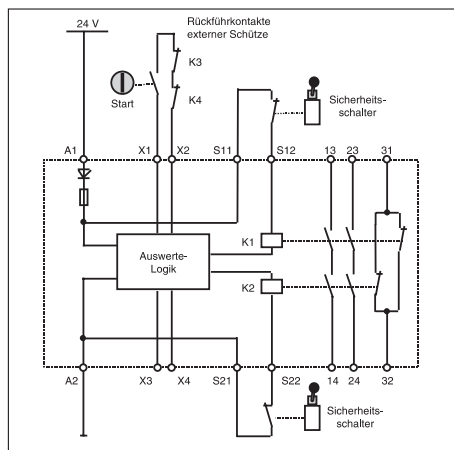 24 V
Rückführkontakte
externer Schütze
K3
K4
Start
Sicherheits-
schalter
A1 X1 X2 S11 S12 13 23 31
Auswerte-
Logik
K1
K2
A2 X3 X4 S21 S22 14 24 32
Sicherheits-
schalter